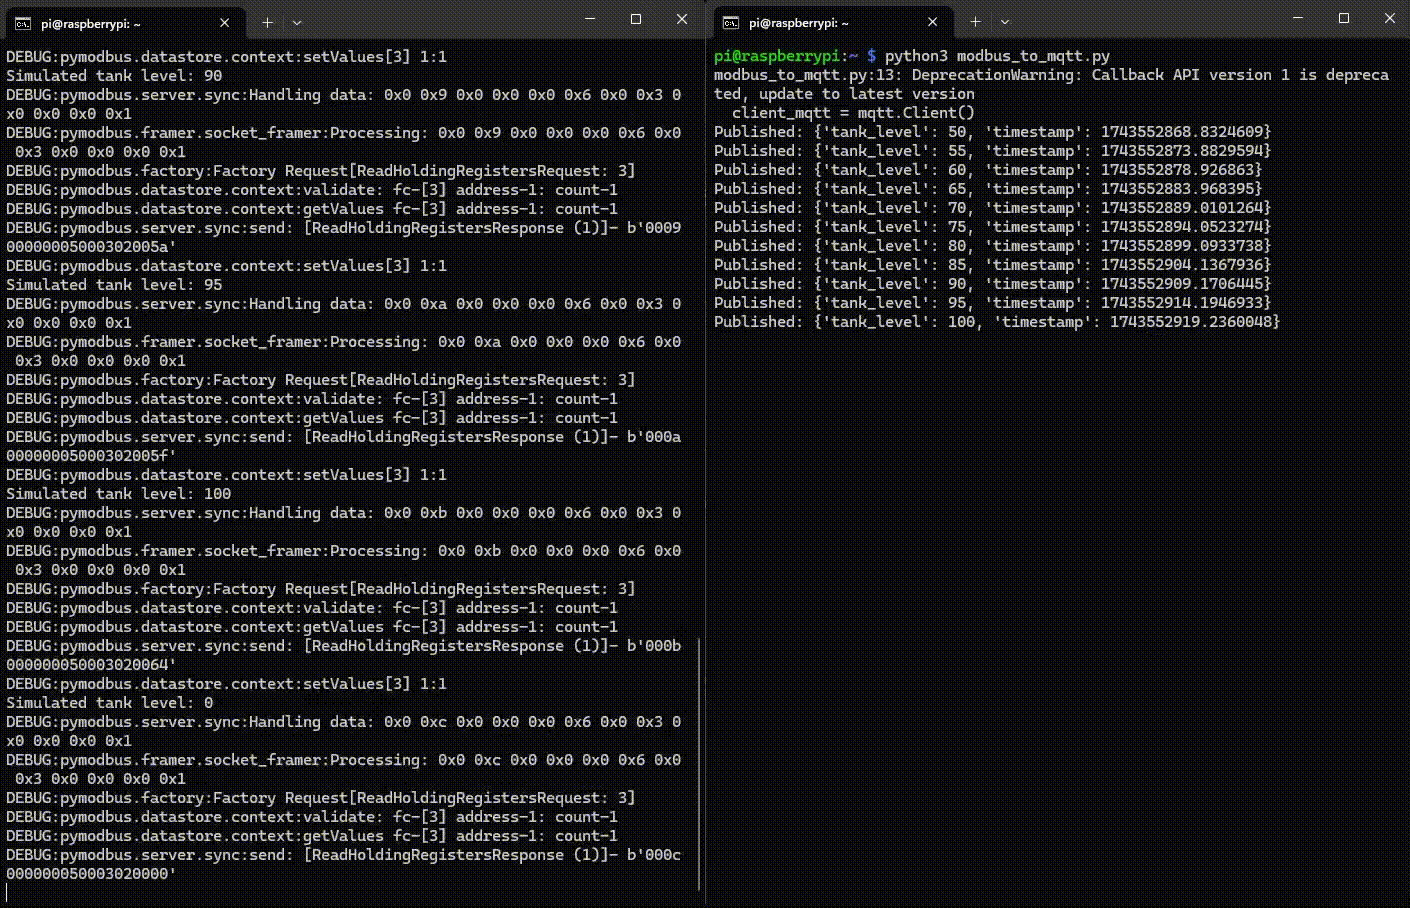 pi@raspberrypi: ~
DEBUG:pymodbus.datastore.context:setValues[3] 1:1
Simulated tank level: 90
DEBUG:pymodbus.server.sync:Handling data: 0x0 0x9 0x0 0x0 0x0 0x6 0x0 0x3 0
x0 0x0 0x0 0x1
DEBUG:pymodbus.framer.socket_framer:Processing: 0x0 0x9 0x0 0x0 0x0 0x6 0x0
 0x3 0x0 0x0 0x0 0x1
DEBUG:pymodbus.factory:Factory Request[ReadHoldingRegistersRequest: 3]
DEBUG:pymodbus.datastore.context:validate: fc-[3] address-1: count-1
DEBUG:pymodbus.datastore.context:getValues fc-[3] address-1: count-1
DEBUG:pymodbus.server.sync:send: [ReadHoldingRegistersResponse (1)]- b'0009
00000005000302005a'
DEBUG:pymodbus.datastore.context:setValues[3] 1:1
Simulated tank level: 95
DEBUG:pymodbus.server.sync:Handling data: 0x0 0xa 0x0 0x0 0x0 0x6 0x0 0x3 0
x0 0x0 0x0 0x1
DEBUG:pymodbus.framer.socket_framer:Processing: 0x0 0xa 0x0 0x0 0x0 0x6 0x0
 0x3 0x0 0x0 0x0 0x1
DEBUG:pymodbus.factory:Factory Request[ReadHoldingRegistersRequest: 3]
DEBUG:pymodbus.datastore.context:validate: fc-[3] address-1: count-1
DEBUG:pymodbus.datastore.context:getValues fc-[3] address-1: count-1
DEBUG:pymodbus.server.sync:send: [ReadHoldingRegistersResponse (1)]- b'000a
00000005000302005f'
DEBUG:pymodbus.datastore.context:setValues[3] 1:1
Simulated tank level: 100
DEBUG:pymodbus.server.sync:Handling data: 0x0 0xb 0x0 0x0 0x0 0x6 0x0 0x3 0
x0 0x0 0x0 0x1
DEBUG:pymodbus.framer.socket_framer:Processing: 0x0 0xb 0x0 0x0 0x0 0x6 0x0
 0x3 0x0 0x0 0x0 0x1
DEBUG:pymodbus.factory:Factory Request[ReadHoldingRegistersRequest: 3]
DEBUG:pymodbus.datastore.context:validate: fc-[3] address-1: count-1
DEBUG:pymodbus.datastore.context:getValues fc-[3] address-1: count-1
DEBUG:pymodbus.server.sync:send: [ReadHoldingRegistersResponse (1)]- b'000b
000000050003020064'
DEBUG:pymodbus.datastore.context:setValues[3] 1:1
Simulated tank level: 0
DEBUG:pymodbus.server.sync:Handling data: 0x0 0xc 0x0 0x0 0x0 0x6 0x0 0x3 0
x0 0x0 0x0 0x1
DEBUG:pymodbus.framer.socket_framer:Processing: 0x0 0xc 0x0 0x0 0x0 0x6 0x0
 0x3 0x0 0x0 0x0 0x1
DEBUG:pymodbus.factory:Factory Request[ReadHoldingRegistersRequest: 3]
DEBUG:pymodbus.datastore.context:validate: fc-[3] address-1: count-1
DEBUG:pymodbus.datastore.context:getValues fc-[3] address-1: count-1
DEBUG:pymodbus.server.sync:send: [ReadHoldingRegistersResponse (1)]- b'000c
000000050003020000'
pi@raspberrypi: ~
pi@raspberrypi:~ $ python3 modbus_to_mqtt.py
modbus_to_mqtt.py:13: DeprecationWarning: Callback API version 1 is depreca
ted, update to latest version
  client_mqtt = mqtt.Client()
Published: {'tank_level': 50, 'timestamp': 1743552868.8324609}
Published: {'tank_level': 55, 'timestamp': 1743552873.8829594}
Published: {'tank_level': 60, 'timestamp': 1743552878.926863}
Published: {'tank_level': 65, 'timestamp': 1743552883.968395}
Published: {'tank_level': 70, 'timestamp': 1743552889.0101264}
Published: {'tank_level': 75, 'timestamp': 1743552894.0523274}
Published: {'tank_level': 80, 'timestamp': 1743552899.0933738}
Published: {'tank_level': 85, 'timestamp': 1743552904.1367936}
Published: {'tank_level': 90, 'timestamp': 1743552909.1706445}
Published: {'tank_level': 95, 'timestamp': 1743552914.1946933}
Published: {'tank_level': 100, 'timestamp': 1743552919.2360048}